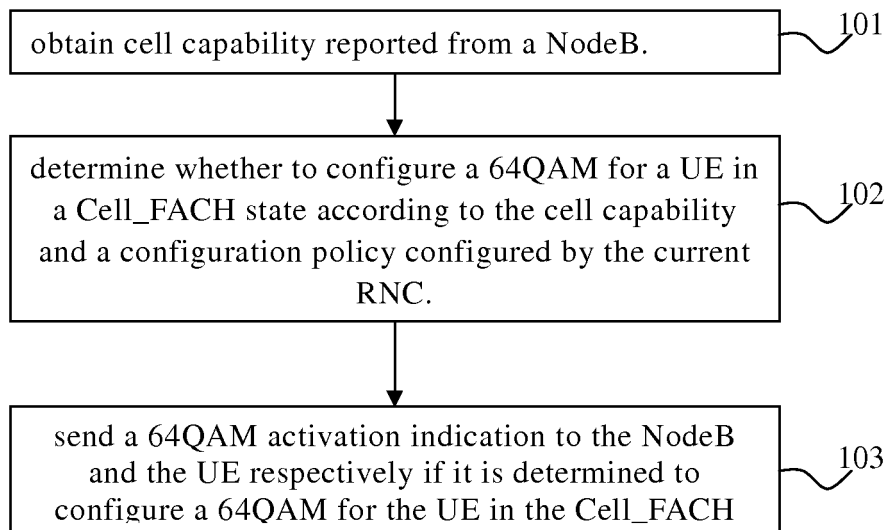 obtain cell capability reported from a NodeB.
101
determine whether to configure a 64QAM for a UE in
a Cell_FACH state according to the cell capability
and a configuration policy configured by the current
RNC.
102
send a 64QAM activation indication to the NodeB
and the UE respectively if it is determined to
configure a 64QAM for the UE in the Cell_FACH
103